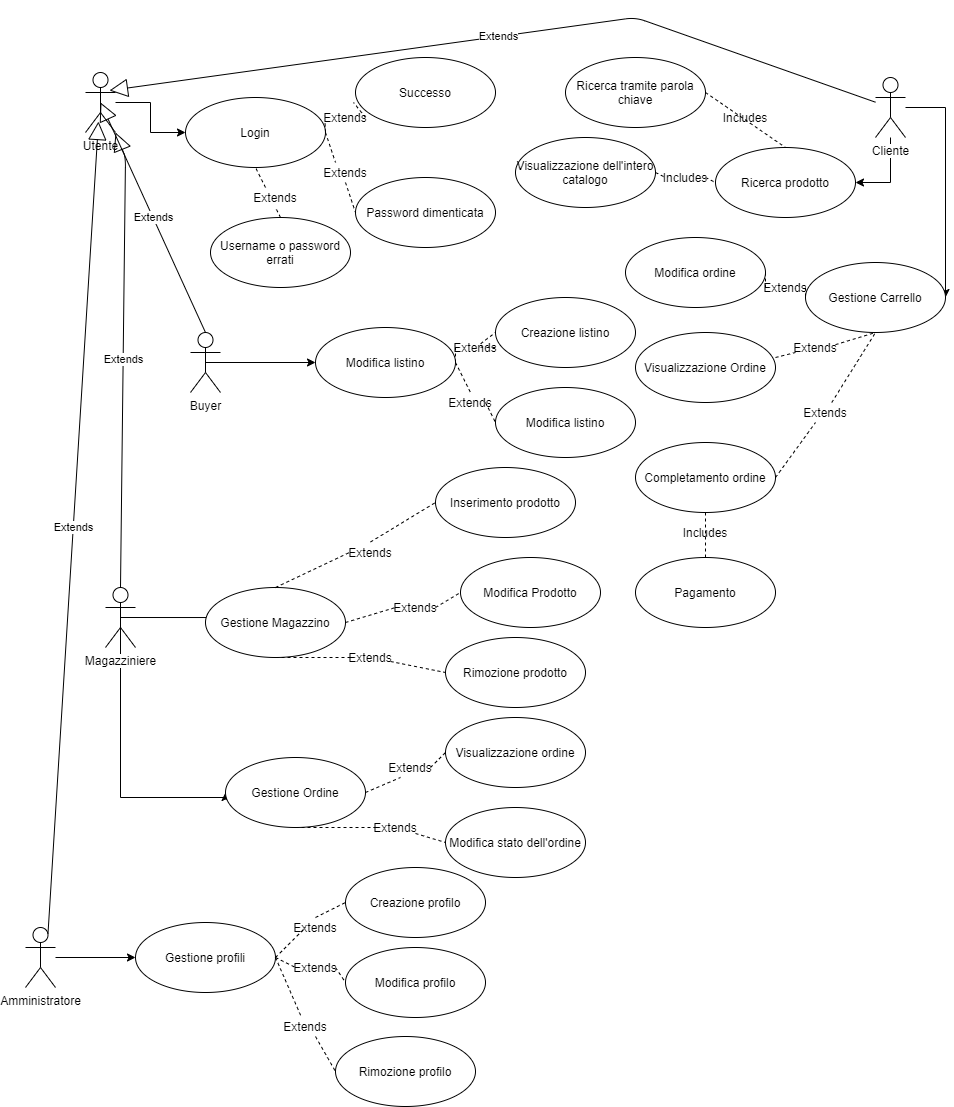 Extends
Successo
Ricerca tramite parola
chiave
Extends
Includes
Login
Utente
Cliente
Visualizzazione dell'intero
catalogo
Includes
Ricerca prodotto
Extends
Extends
Password dimenticata
Extends
Username o password
errati
Modifica ordine
Extends
Gestione Carrello
Creazione listino
Extends
Extends
Extends
Modifica listino
Visualizzazione Ordine
Buyer
Extends
Extends
Modifica listino
Completamento ordine
Inserimento prodotto
Extends
Includes
Extends
Modifica Prodotto
Pagamento
Extends
Gestione Magazzino
Magazziniere
Extends
Rimozione prodotto
Visualizzazione ordine
Extends
Gestione Ordine
Extends
Modifica stato dell'ordine
Creazione profilo
Extends
Gestione profili
Extends
Modifica profilo
Amministratore
Extends
Rimozione profilo